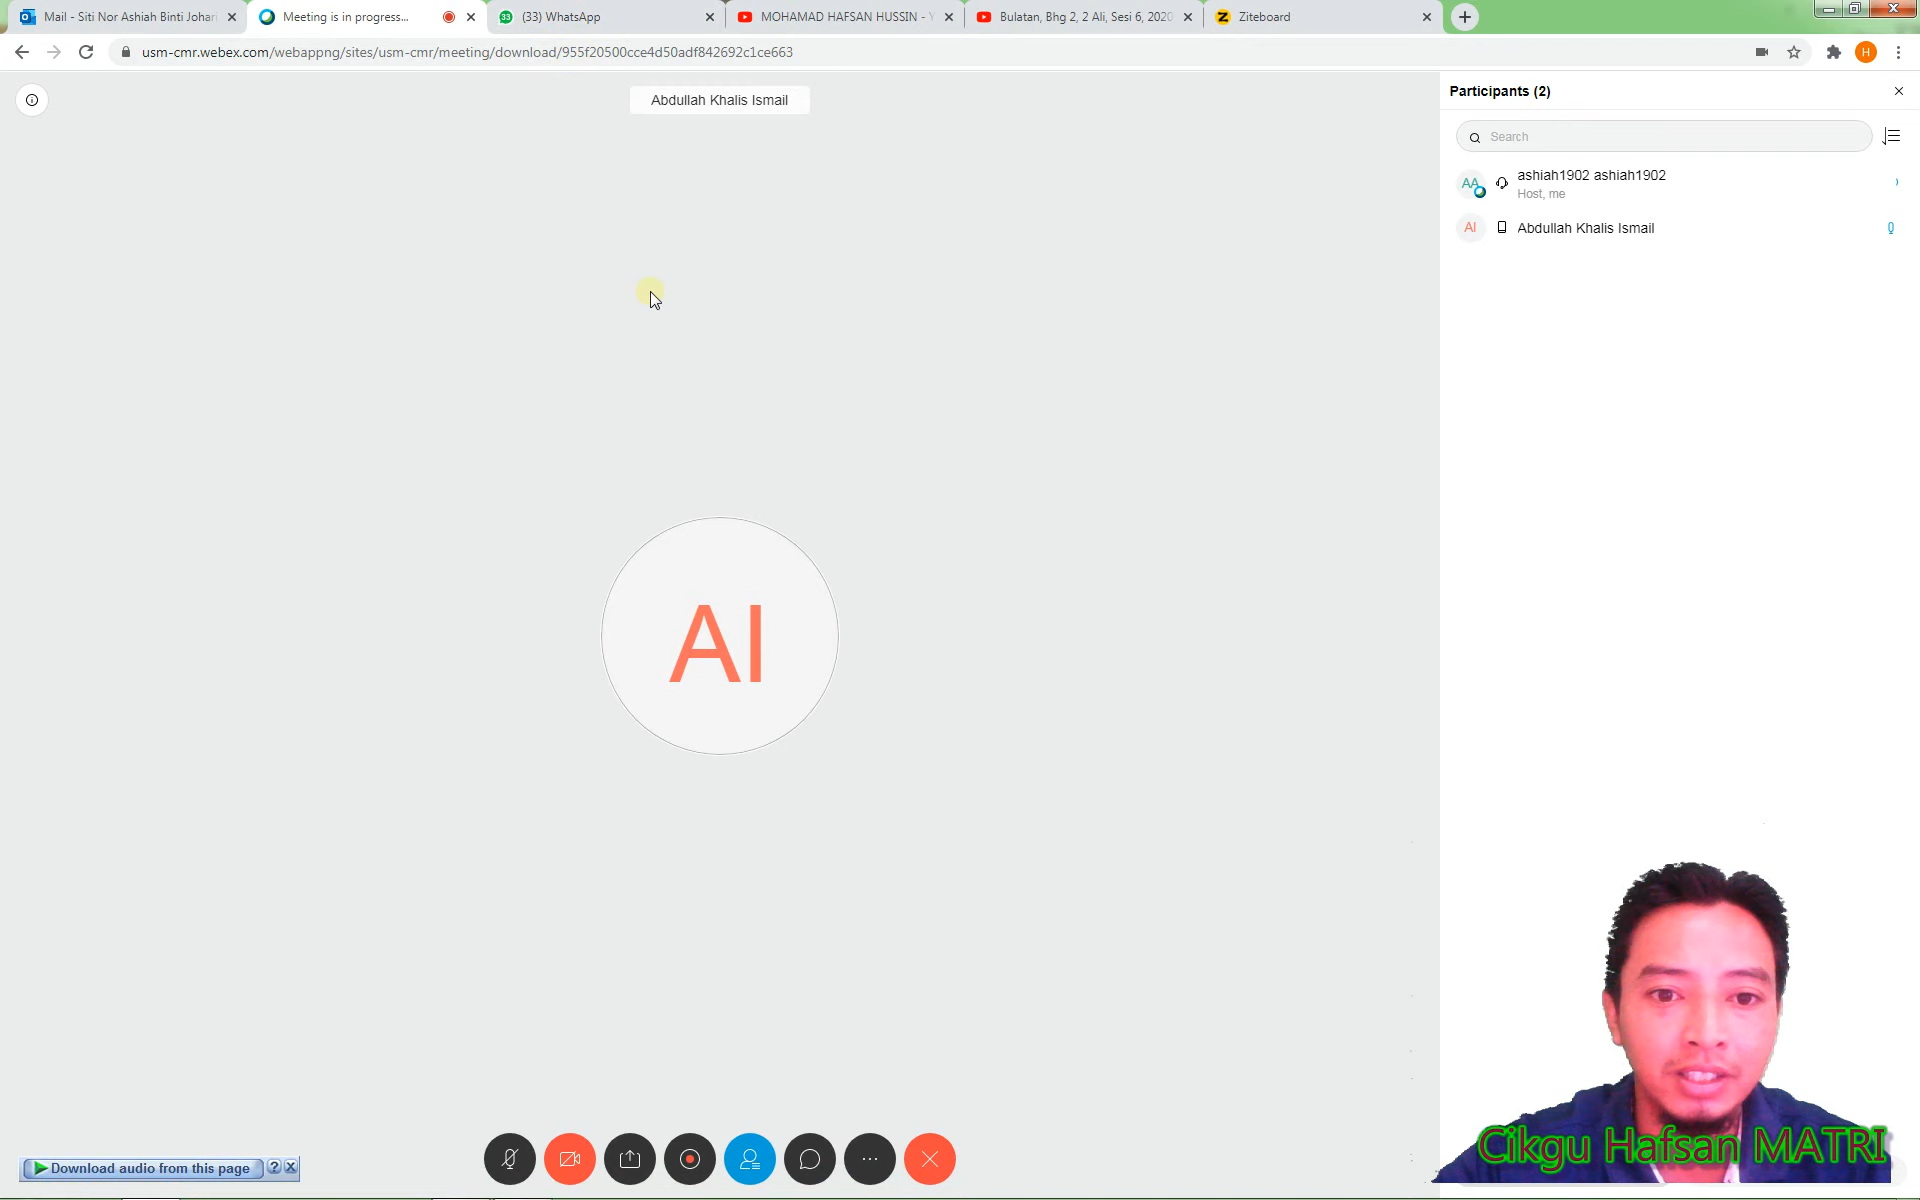 Mail - Siti Nor Ashiah Binti Johari
Meeting is in progress...
(33) WhatsApp
MOHAMAD HAFSAN HUSSIN - Y
Bulatan, Bhg 2, 2 Ali, Sesi 6, 2020
Ziteboard
usm-cmr.webex.com/webappng/sites/usm-cmr/meeting/download/955f20500cce4d50adf842692c1ce663
H
Abdullah Khalis Ismail
Participants (2)
Search
AA
ashiah1902 ashiah1902
Host, me
AI
Abdullah Khalis Ismail
AI
Download audio from this page
Cikgu Hafsan MATRI